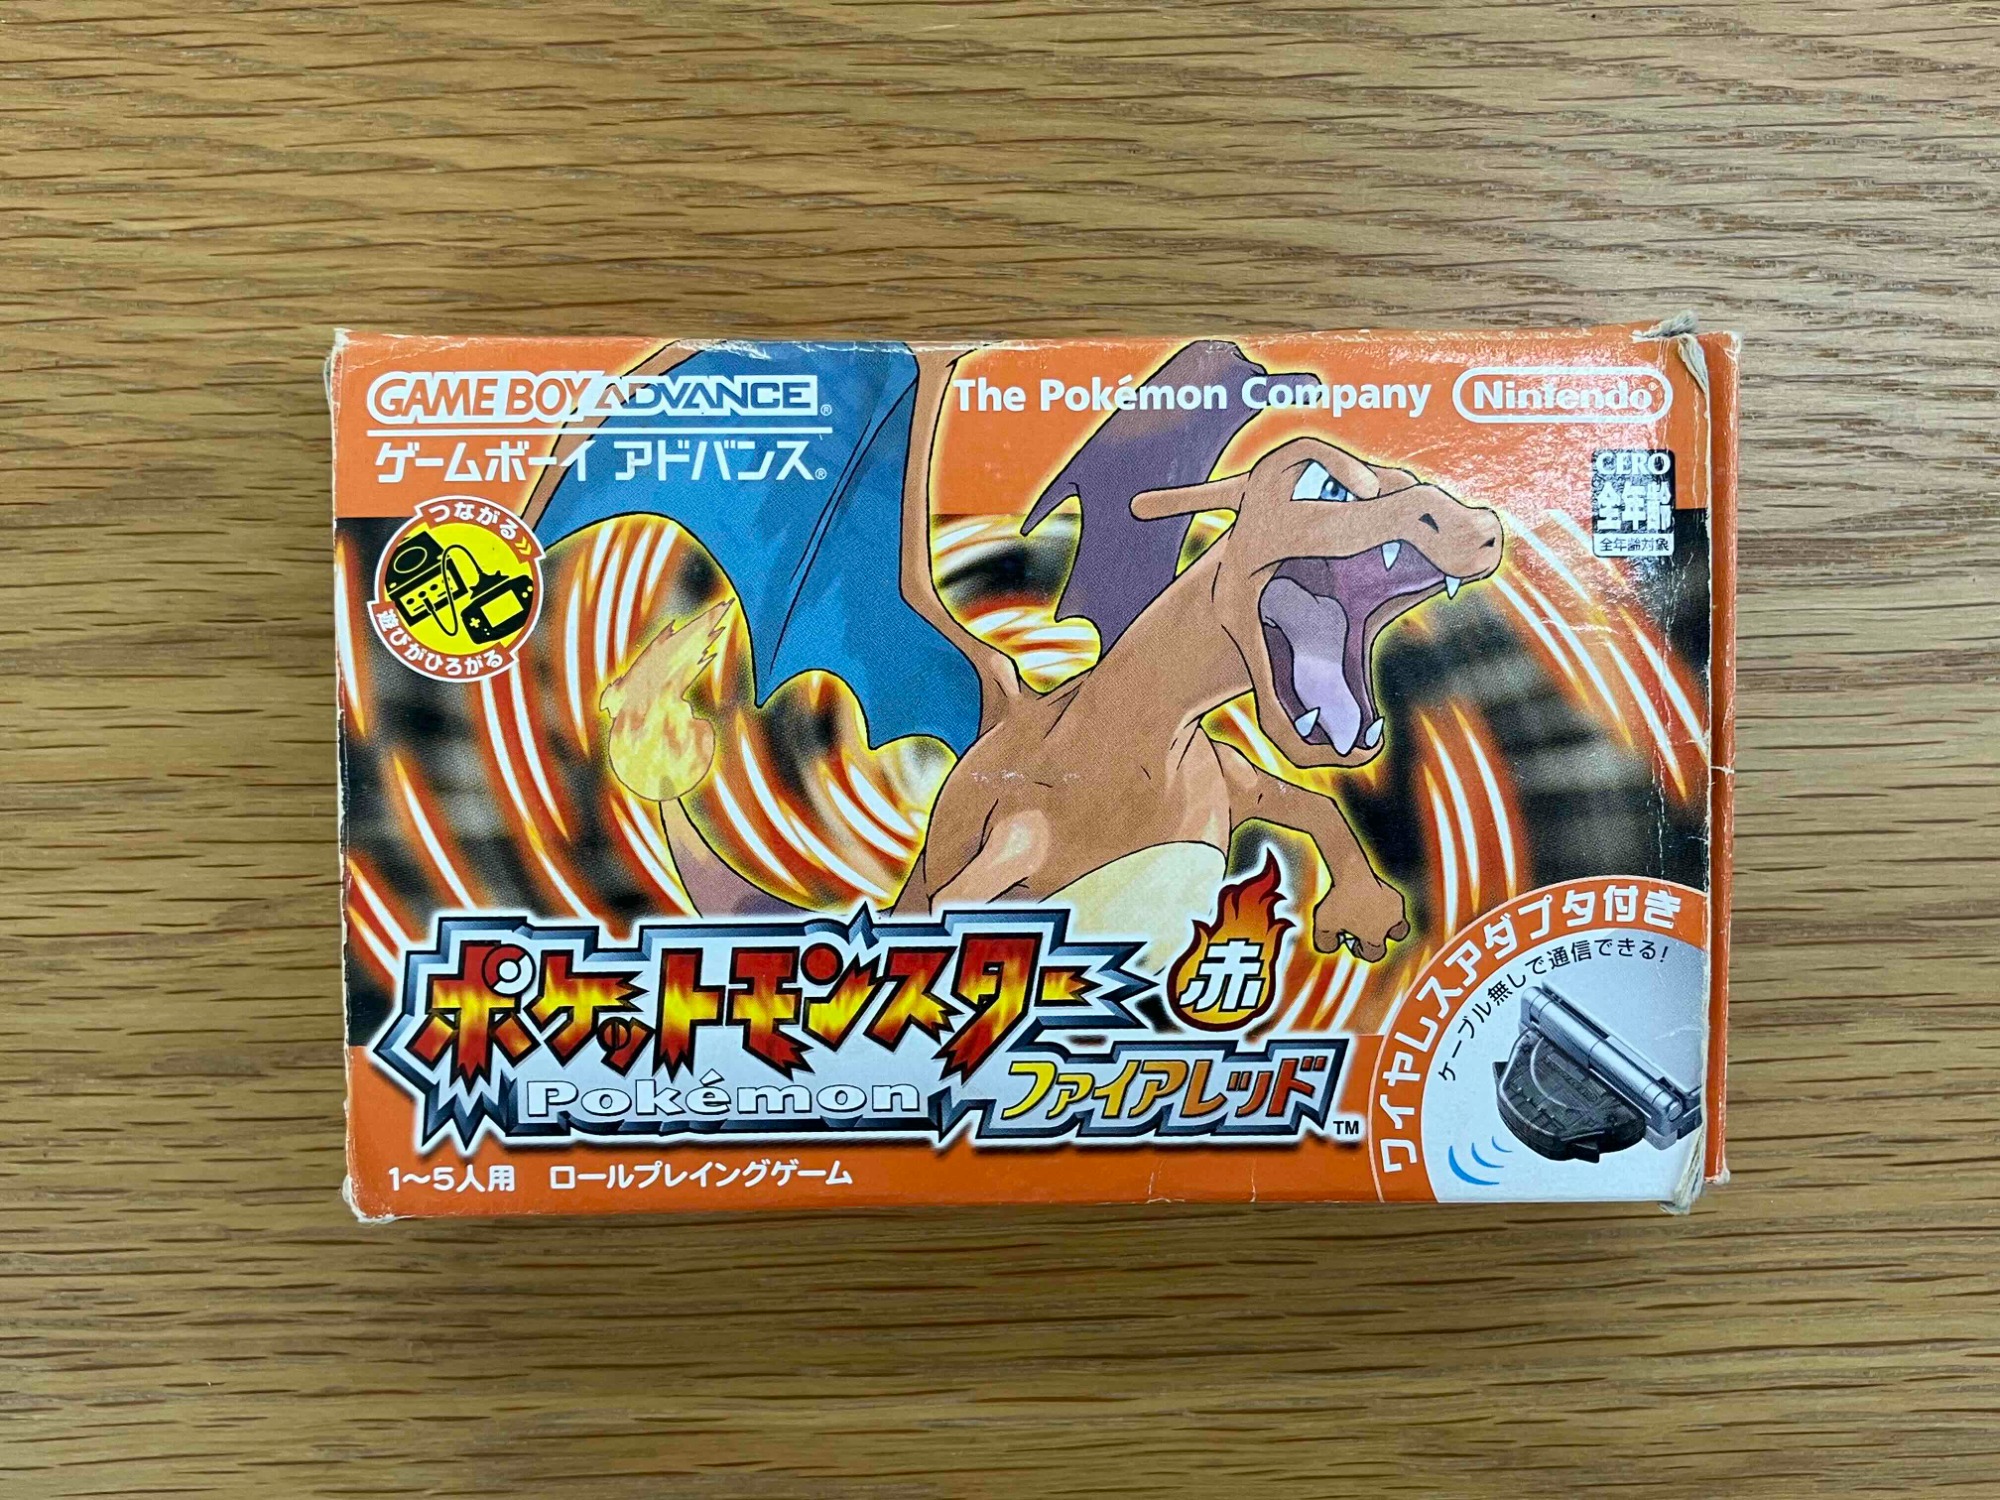 GAME BOY ADVANCE®
ゲームボーイ アドバンス®
The Pokémon Company
Nintendo®
CERO
全年齢
全年齢対象
つながる»
遊びがひろがる
ポケットモンスター
赤
Pokémon
ファイアレッド
TM
ワイヤレスアダプタ付き
ケーブル無しで通信できる!
1〜5人用 ロールプレイングゲーム